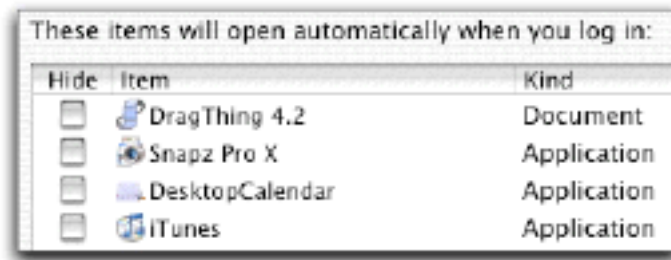 These items will open automatically when you log in:
Hide Item Kind
DragThing 4.2 Document
Snapz Pro X Application
DesktopCalendar Application
iTunes Application